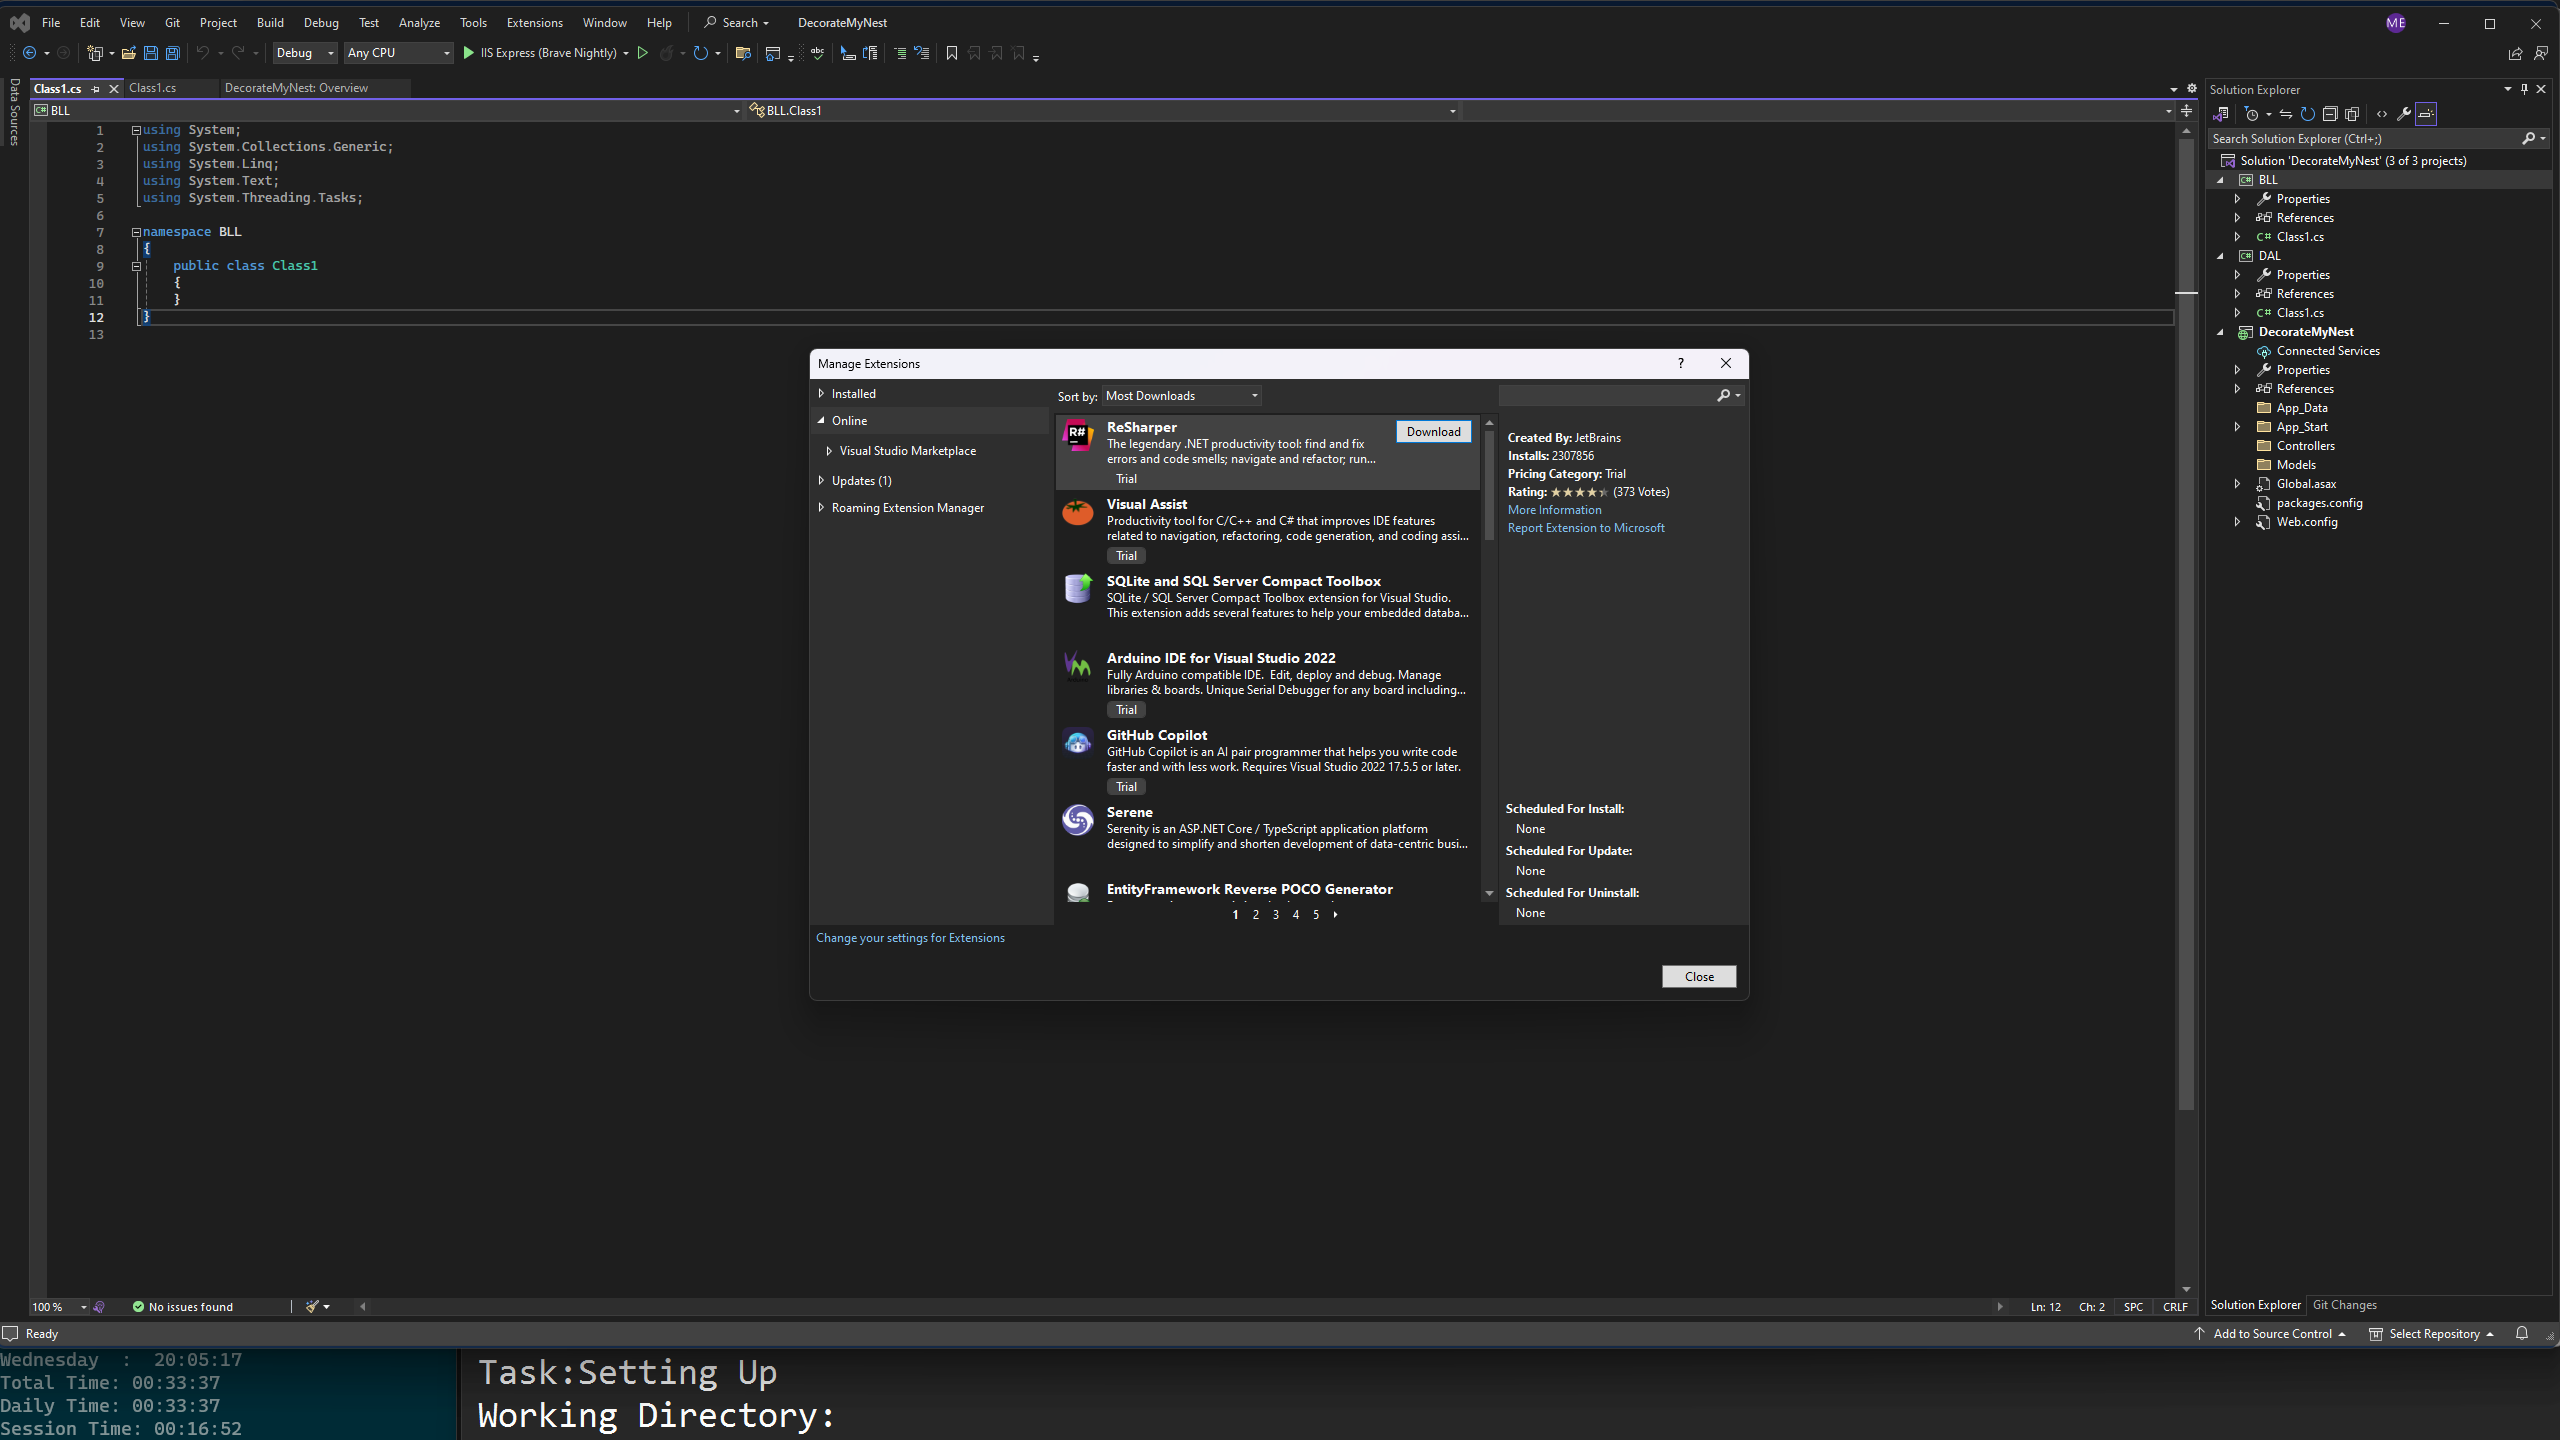 File Edit View Git Project Build Debug Test Analyze Tools Extensions Window Help Search DecorateMyNest ME
Debug Any CPU IIS Express (Brave Nightly)
Data Sources
Class1.cs Class1.cs DecorateMyNest: Overview
BLL BLL.Class1
1 using System;
2 using System.Collections.Generic;
3 using System.Linq;
4 using System.Text;
5 using System.Threading.Tasks;
6
7 namespace BLL
8 {
9 public class Class1
10 {
11 }
12 }
13
Manage Extensions ?
Installed
Online
Visual Studio Marketplace
Updates (1)
Roaming Extension Manager
Change your settings for Extensions
Sort by: Most Downloads
ReSharper Download
The legendary .NET productivity tool: find and fix
errors and code smells; navigate and refactor; run...
Trial
Visual Assist
Productivity tool for C/C++ and C# that improves IDE features
related to navigation, refactoring, code generation, and coding assi...
Trial
SQLite and SQL Server Compact Toolbox
SQLite / SQL Server Compact Toolbox extension for Visual Studio.
This extension adds several features to help your embedded databa...
Arduino IDE for Visual Studio 2022
Fully Arduino compatible IDE. Edit, deploy and debug. Manage
libraries & boards. Unique Serial Debugger for any board including...
Trial
GitHub Copilot
GitHub Copilot is an AI pair programmer that helps you write code
faster and with less work. Requires Visual Studio 2022 17.5.5 or later.
Trial
Serene
Serenity is an ASP.NET Core / TypeScript application platform
designed to simplify and shorten development of data-centric busi...
EntityFramework Reverse POCO Generator
1 2 3 4 5
Created By: JetBrains
Installs: 2307856
Pricing Category: Trial
Rating: (373 Votes)
More Information
Report Extension to Microsoft
Scheduled For Install:
None
Scheduled For Update:
None
Scheduled For Uninstall:
None
Close
Solution Explorer
Search Solution Explorer (Ctrl+;)
Solution 'DecorateMyNest' (3 of 3 projects)
C# BLL
Properties
References
C# Class1.cs
C# DAL
Properties
References
C# Class1.cs
DecorateMyNest
Connected Services
Properties
References
App_Data
App_Start
Controllers
Models
Global.asax
packages.config
Web.config
Solution Explorer Git Changes
100 % No issues found Ln: 12 Ch: 2 SPC CRLF
Ready Add to Source Control Select Repository
Wednesday : 20:05:17
Total Time: 00:33:37
Daily Time: 00:33:37
Session Time: 00:16:52
Task:Setting Up
Working Directory: